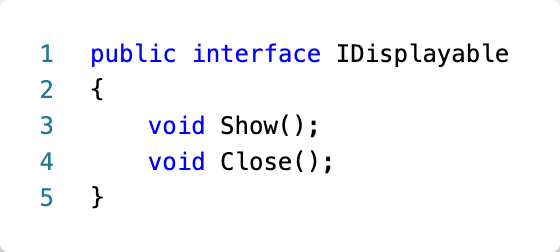 1 public interface IDisplayable
2 {
3     void Show();
4     void Close();
5 }